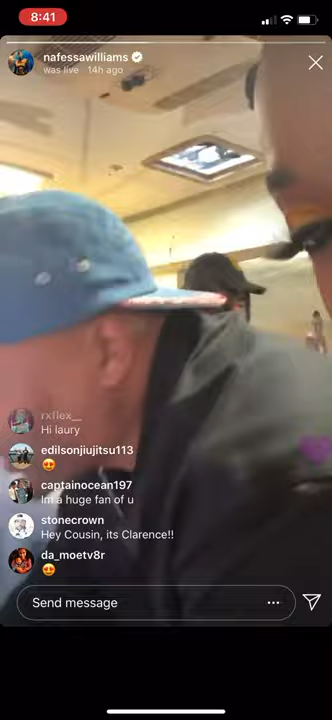 8:41
nafessawilliams
was live 14h ago
rxflex__
Hi laury
edilsonjiujitsu113
😍
captainocean197
Im a huge fan of u
stonecrown
Hey Cousin, its Clarence!!
da_moetv8r
😍
Send message